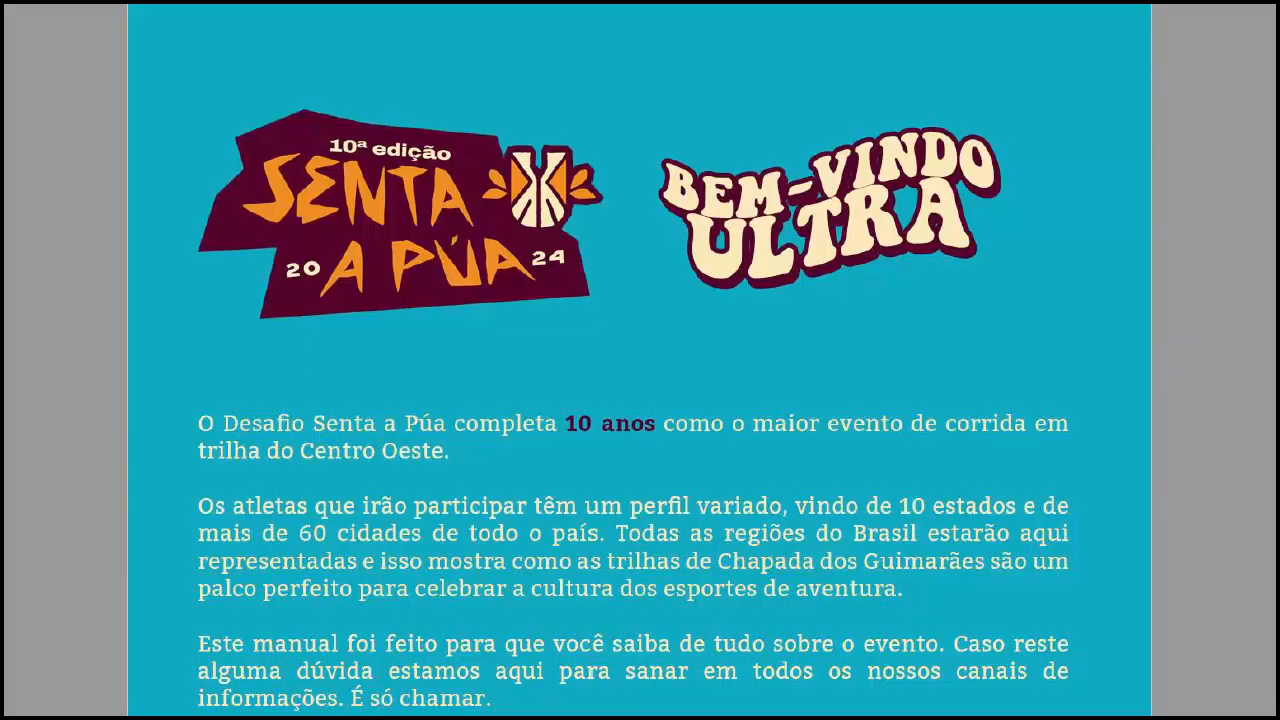 10ª edição
SENTA
20 A PÚA 24
BEM-VINDO
ULTRA
O Desafio Senta a Púa completa 10 anos como o maior evento de corrida em
trilha do Centro Oeste.
Os atletas que irão participar têm um perfil variado, vindo de 10 estados e de
mais de 60 cidades de todo o país. Todas as regiões do Brasil estarão aqui
representadas e isso mostra como as trilhas de Chapada dos Guimarães são um
palco perfeito para celebrar a cultura dos esportes de aventura.
Este manual foi feito para que você saiba de tudo sobre o evento. Caso reste
alguma dúvida estamos aqui para sanar em todos os nossos canais de
informações. É só chamar.